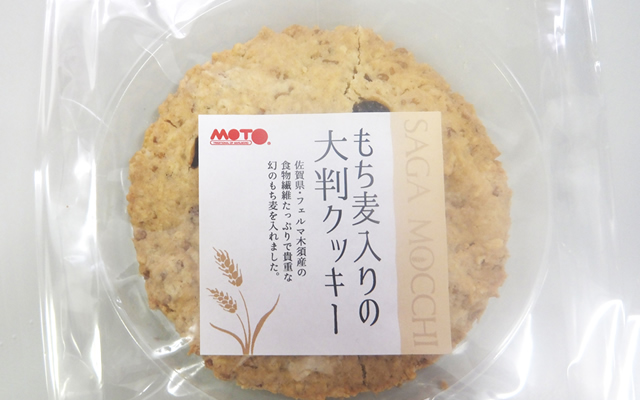 もち麦入りの
大判クッキー
佐賀県・フェルマ木須産の
食物繊維たっぷりで貴重な
幻のもち麦を入れました。
MOTO
SAGA MOCCHI